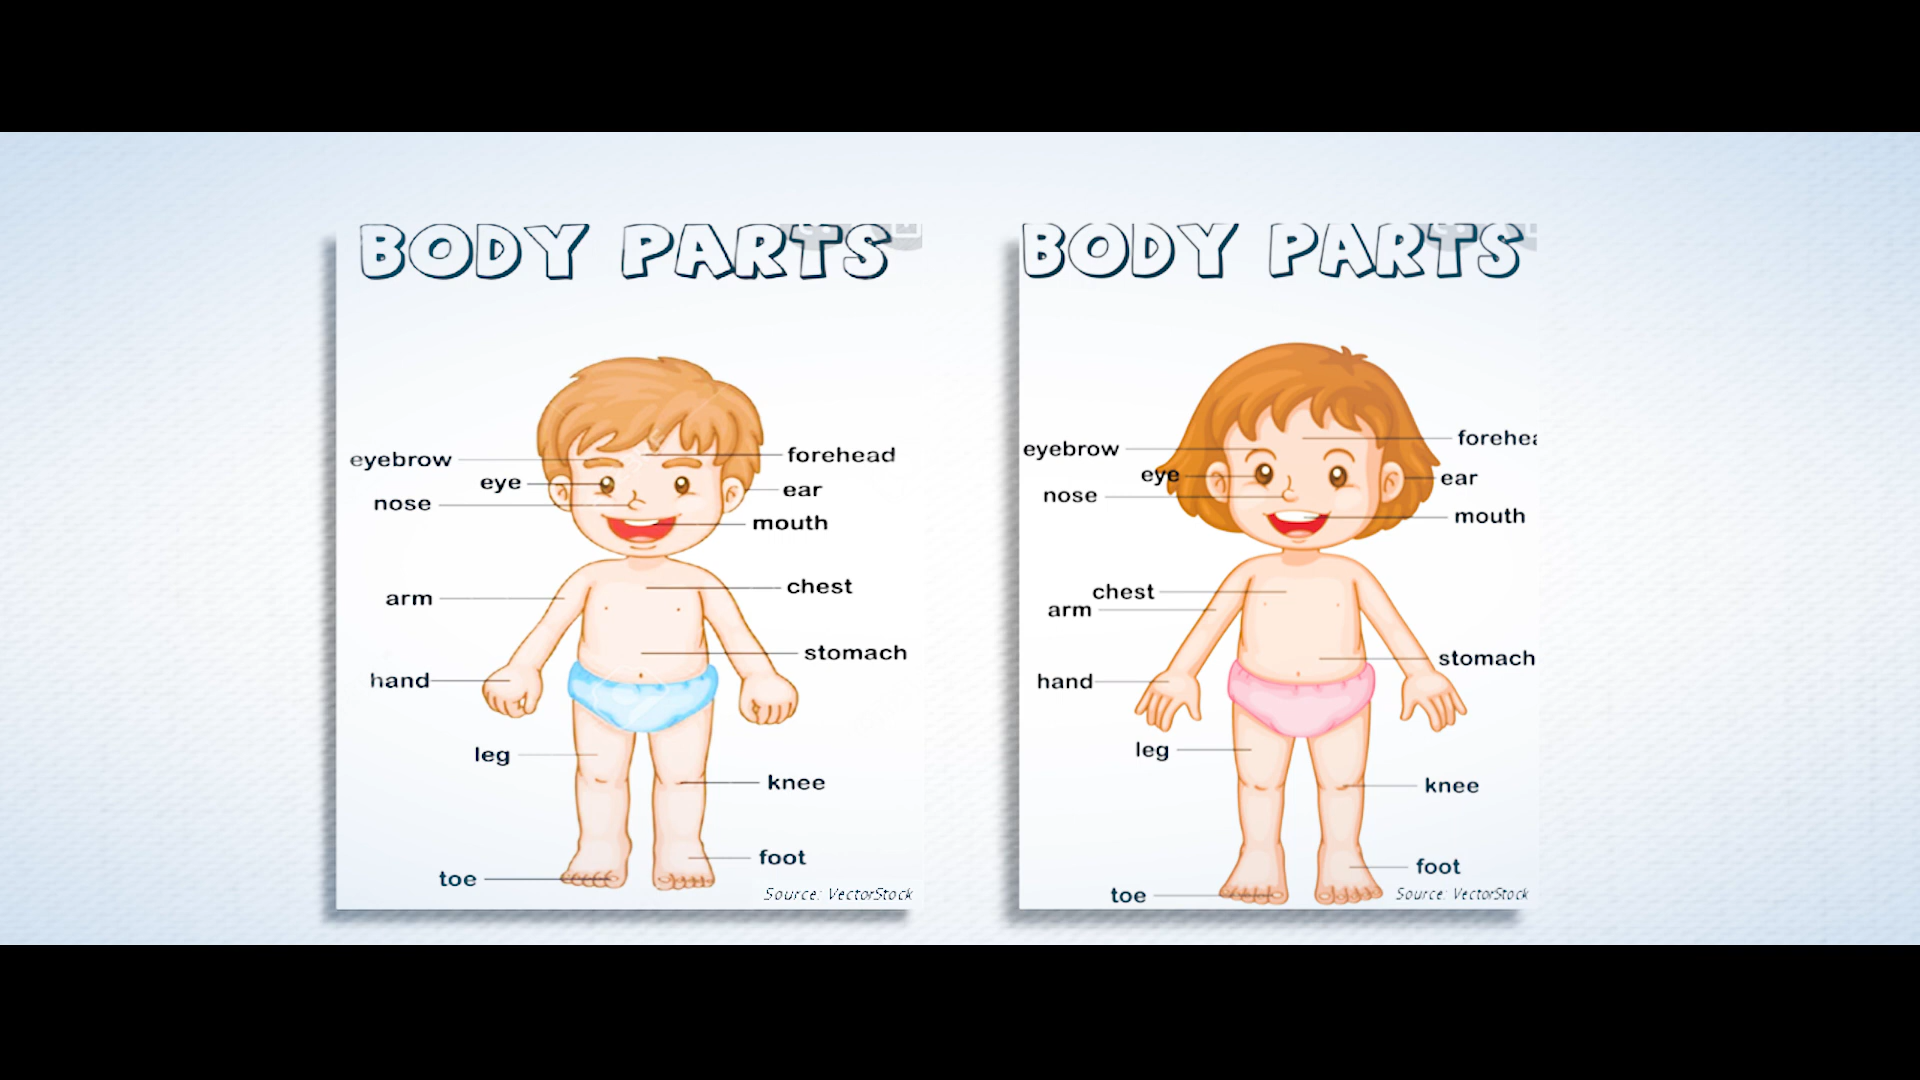 BODY PARTS
eyebrow
forehead
eye
ear
nose
mouth
chest
arm
stomach
hand
leg
knee
foot
toe
Source: VectorStock
BODY PARTS
forehea
eyebrow
eye
ear
nose
mouth
chest
arm
stomach
hand
leg
knee
foot
toe
Source: VectorStock